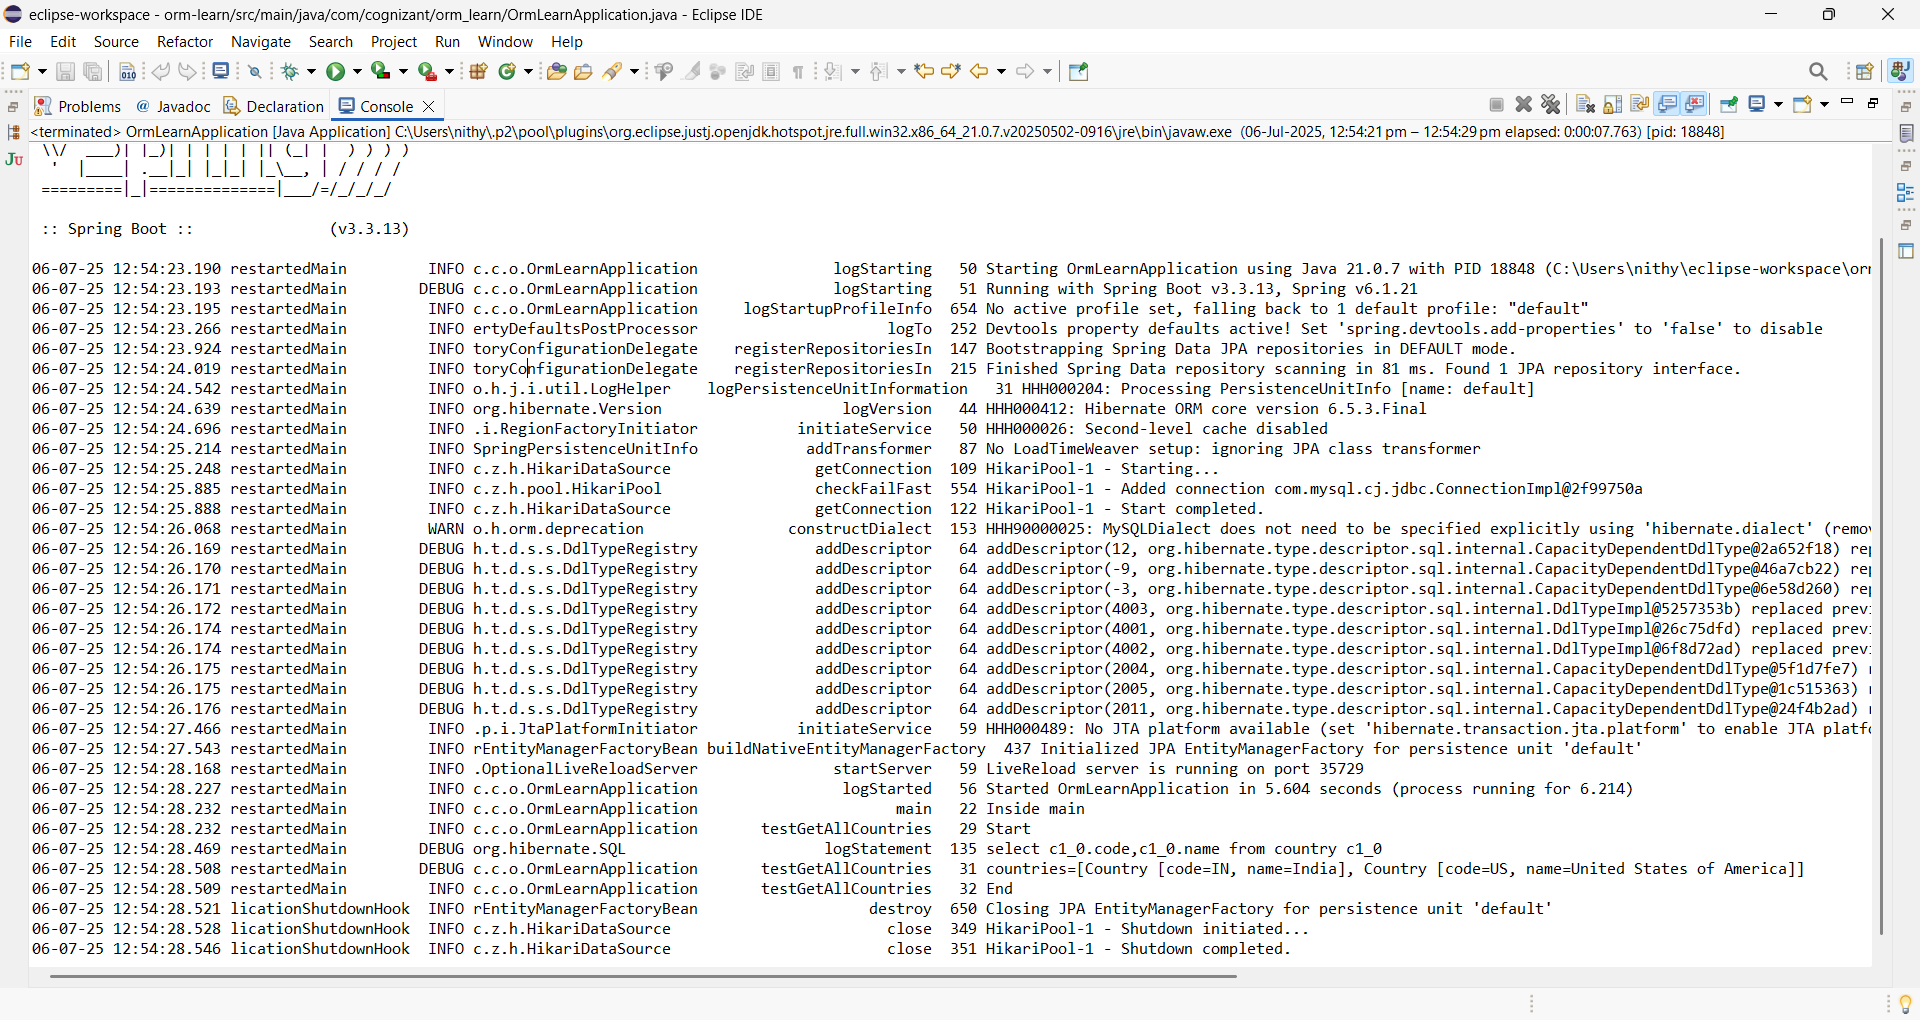 eclipse-workspace - orm-learn/src/main/java/com/cognizant/orm_learn/OrmLearnApplication.java - Eclipse IDE
File Edit Source Refactor Navigate Search Project Run Window Help
Problems @ Javadoc Declaration Console
<terminated> OrmLearnApplication [Java Application] C:\Users\nithy\.p2\pool\plugins\org.eclipse.justj.openjdk.hotspot.jre.full.win32.x86_64_21.0.7.v20250502-0916\jre\bin\javaw.exe (06-Jul-2025, 12:54:21 pm – 12:54:29 pm elapsed: 0:00:07.763) [pid: 18848]
 \\/  ___)| |_)| | | | | || (_| |  ) ) ) )
  '  |____| .__|_| |_|_| |_\__, | / / / /
 =========|_|==============|___/=/_/_/_/
:: Spring Boot :: (v3.3.13)
06-07-25 12:54:23.190 restartedMain INFO c.c.o.OrmLearnApplication logStarting 50 Starting OrmLearnApplication using Java 21.0.7 with PID 18848 (C:\Users\nithy\eclipse-workspace\orm
06-07-25 12:54:23.193 restartedMain DEBUG c.c.o.OrmLearnApplication logStarting 51 Running with Spring Boot v3.3.13, Spring v6.1.21
06-07-25 12:54:23.195 restartedMain INFO c.c.o.OrmLearnApplication logStartupProfileInfo 654 No active profile set, falling back to 1 default profile: "default"
06-07-25 12:54:23.266 restartedMain INFO ertyDefaultsPostProcessor logTo 252 Devtools property defaults active! Set 'spring.devtools.add-properties' to 'false' to disable
06-07-25 12:54:23.924 restartedMain INFO toryConfigurationDelegate registerRepositoriesIn 147 Bootstrapping Spring Data JPA repositories in DEFAULT mode.
06-07-25 12:54:24.019 restartedMain INFO toryConfigurationDelegate registerRepositoriesIn 215 Finished Spring Data repository scanning in 81 ms. Found 1 JPA repository interface.
06-07-25 12:54:24.542 restartedMain INFO o.h.j.i.util.LogHelper logPersistenceUnitInformation 31 HHH000204: Processing PersistenceUnitInfo [name: default]
06-07-25 12:54:24.639 restartedMain INFO org.hibernate.Version logVersion 44 HHH000412: Hibernate ORM core version 6.5.3.Final
06-07-25 12:54:24.696 restartedMain INFO .i.RegionFactoryInitiator initiateService 50 HHH000026: Second-level cache disabled
06-07-25 12:54:25.214 restartedMain INFO SpringPersistenceUnitInfo addTransformer 87 No LoadTimeWeaver setup: ignoring JPA class transformer
06-07-25 12:54:25.248 restartedMain INFO c.z.h.HikariDataSource getConnection 109 HikariPool-1 - Starting...
06-07-25 12:54:25.885 restartedMain INFO c.z.h.pool.HikariPool checkFailFast 554 HikariPool-1 - Added connection com.mysql.cj.jdbc.ConnectionImpl@2f99750a
06-07-25 12:54:25.888 restartedMain INFO c.z.h.HikariDataSource getConnection 122 HikariPool-1 - Start completed.
06-07-25 12:54:26.068 restartedMain WARN o.h.orm.deprecation constructDialect 153 HHH90000025: MySQLDialect does not need to be specified explicitly using 'hibernate.dialect' (remov
06-07-25 12:54:26.169 restartedMain DEBUG h.t.d.s.s.DdlTypeRegistry addDescriptor 64 addDescriptor(12, org.hibernate.type.descriptor.sql.internal.CapacityDependentDdlType@2a652f18) rep
06-07-25 12:54:26.170 restartedMain DEBUG h.t.d.s.s.DdlTypeRegistry addDescriptor 64 addDescriptor(-9, org.hibernate.type.descriptor.sql.internal.CapacityDependentDdlType@46a7cb22) rep
06-07-25 12:54:26.171 restartedMain DEBUG h.t.d.s.s.DdlTypeRegistry addDescriptor 64 addDescriptor(-3, org.hibernate.type.descriptor.sql.internal.CapacityDependentDdlType@6e58d260) rep
06-07-25 12:54:26.172 restartedMain DEBUG h.t.d.s.s.DdlTypeRegistry addDescriptor 64 addDescriptor(4003, org.hibernate.type.descriptor.sql.internal.DdlTypeImpl@5257353b) replaced previ
06-07-25 12:54:26.174 restartedMain DEBUG h.t.d.s.s.DdlTypeRegistry addDescriptor 64 addDescriptor(4001, org.hibernate.type.descriptor.sql.internal.DdlTypeImpl@26c75dfd) replaced previ
06-07-25 12:54:26.174 restartedMain DEBUG h.t.d.s.s.DdlTypeRegistry addDescriptor 64 addDescriptor(4002, org.hibernate.type.descriptor.sql.internal.DdlTypeImpl@6f8d72ad) replaced previ
06-07-25 12:54:26.175 restartedMain DEBUG h.t.d.s.s.DdlTypeRegistry addDescriptor 64 addDescriptor(2004, org.hibernate.type.descriptor.sql.internal.CapacityDependentDdlType@5f1d7fe7) r
06-07-25 12:54:26.175 restartedMain DEBUG h.t.d.s.s.DdlTypeRegistry addDescriptor 64 addDescriptor(2005, org.hibernate.type.descriptor.sql.internal.CapacityDependentDdlType@1c515363) r
06-07-25 12:54:26.176 restartedMain DEBUG h.t.d.s.s.DdlTypeRegistry addDescriptor 64 addDescriptor(2011, org.hibernate.type.descriptor.sql.internal.CapacityDependentDdlType@24f4b2ad) r
06-07-25 12:54:27.466 restartedMain INFO .p.i.JtaPlatformInitiator initiateService 59 HHH000489: No JTA platform available (set 'hibernate.transaction.jta.platform' to enable JTA platfo
06-07-25 12:54:27.543 restartedMain INFO rEntityManagerFactoryBean buildNativeEntityManagerFactory 437 Initialized JPA EntityManagerFactory for persistence unit 'default'
06-07-25 12:54:28.168 restartedMain INFO .OptionalLiveReloadServer startServer 59 LiveReload server is running on port 35729
06-07-25 12:54:28.227 restartedMain INFO c.c.o.OrmLearnApplication logStarted 56 Started OrmLearnApplication in 5.604 seconds (process running for 6.214)
06-07-25 12:54:28.232 restartedMain INFO c.c.o.OrmLearnApplication main 22 Inside main
06-07-25 12:54:28.232 restartedMain INFO c.c.o.OrmLearnApplication testGetAllCountries 29 Start
06-07-25 12:54:28.469 restartedMain DEBUG org.hibernate.SQL logStatement 135 select c1_0.code,c1_0.name from country c1_0
06-07-25 12:54:28.508 restartedMain DEBUG c.c.o.OrmLearnApplication testGetAllCountries 31 countries=[Country [code=IN, name=India], Country [code=US, name=United States of America]]
06-07-25 12:54:28.509 restartedMain INFO c.c.o.OrmLearnApplication testGetAllCountries 32 End
06-07-25 12:54:28.521 licationShutdownHook INFO rEntityManagerFactoryBean destroy 650 Closing JPA EntityManagerFactory for persistence unit 'default'
06-07-25 12:54:28.528 licationShutdownHook INFO c.z.h.HikariDataSource close 349 HikariPool-1 - Shutdown initiated...
06-07-25 12:54:28.546 licationShutdownHook INFO c.z.h.HikariDataSource close 351 HikariPool-1 - Shutdown completed.